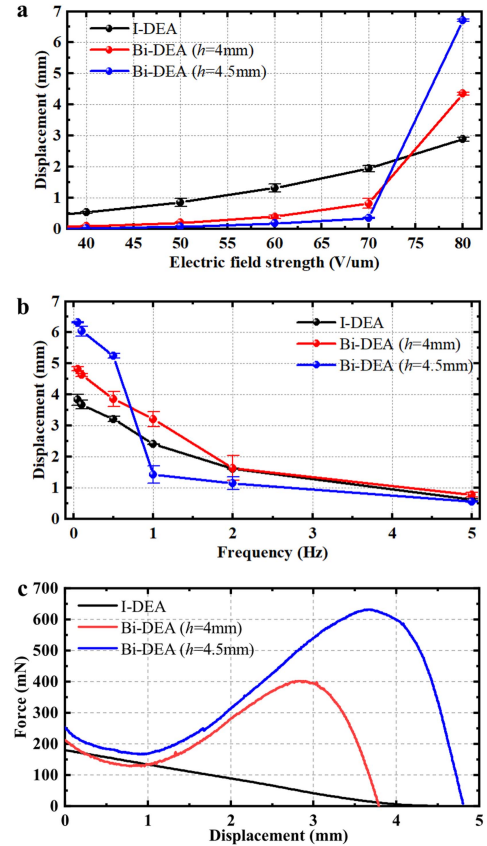 a
7
6
5
4
3
2
1
0
Displacement (mm)
I-DEA
Bi-DEA (h=4mm)
Bi-DEA (h=4.5mm)
40 45 50 55 60 65 70 75 80
Electric field strength (V/um)
b
7
6
5
4
3
2
1
0
Displacement (mm)
I-DEA
Bi-DEA (h=4mm)
Bi-DEA (h=4.5mm)
0 1 2 3 4 5
Frequency (Hz)
c
700
600
500
400
300
200
100
0
Force (mN)
I-DEA
Bi-DEA (h=4mm)
Bi-DEA (h=4.5mm)
0 1 2 3 4 5
Displacement (mm)